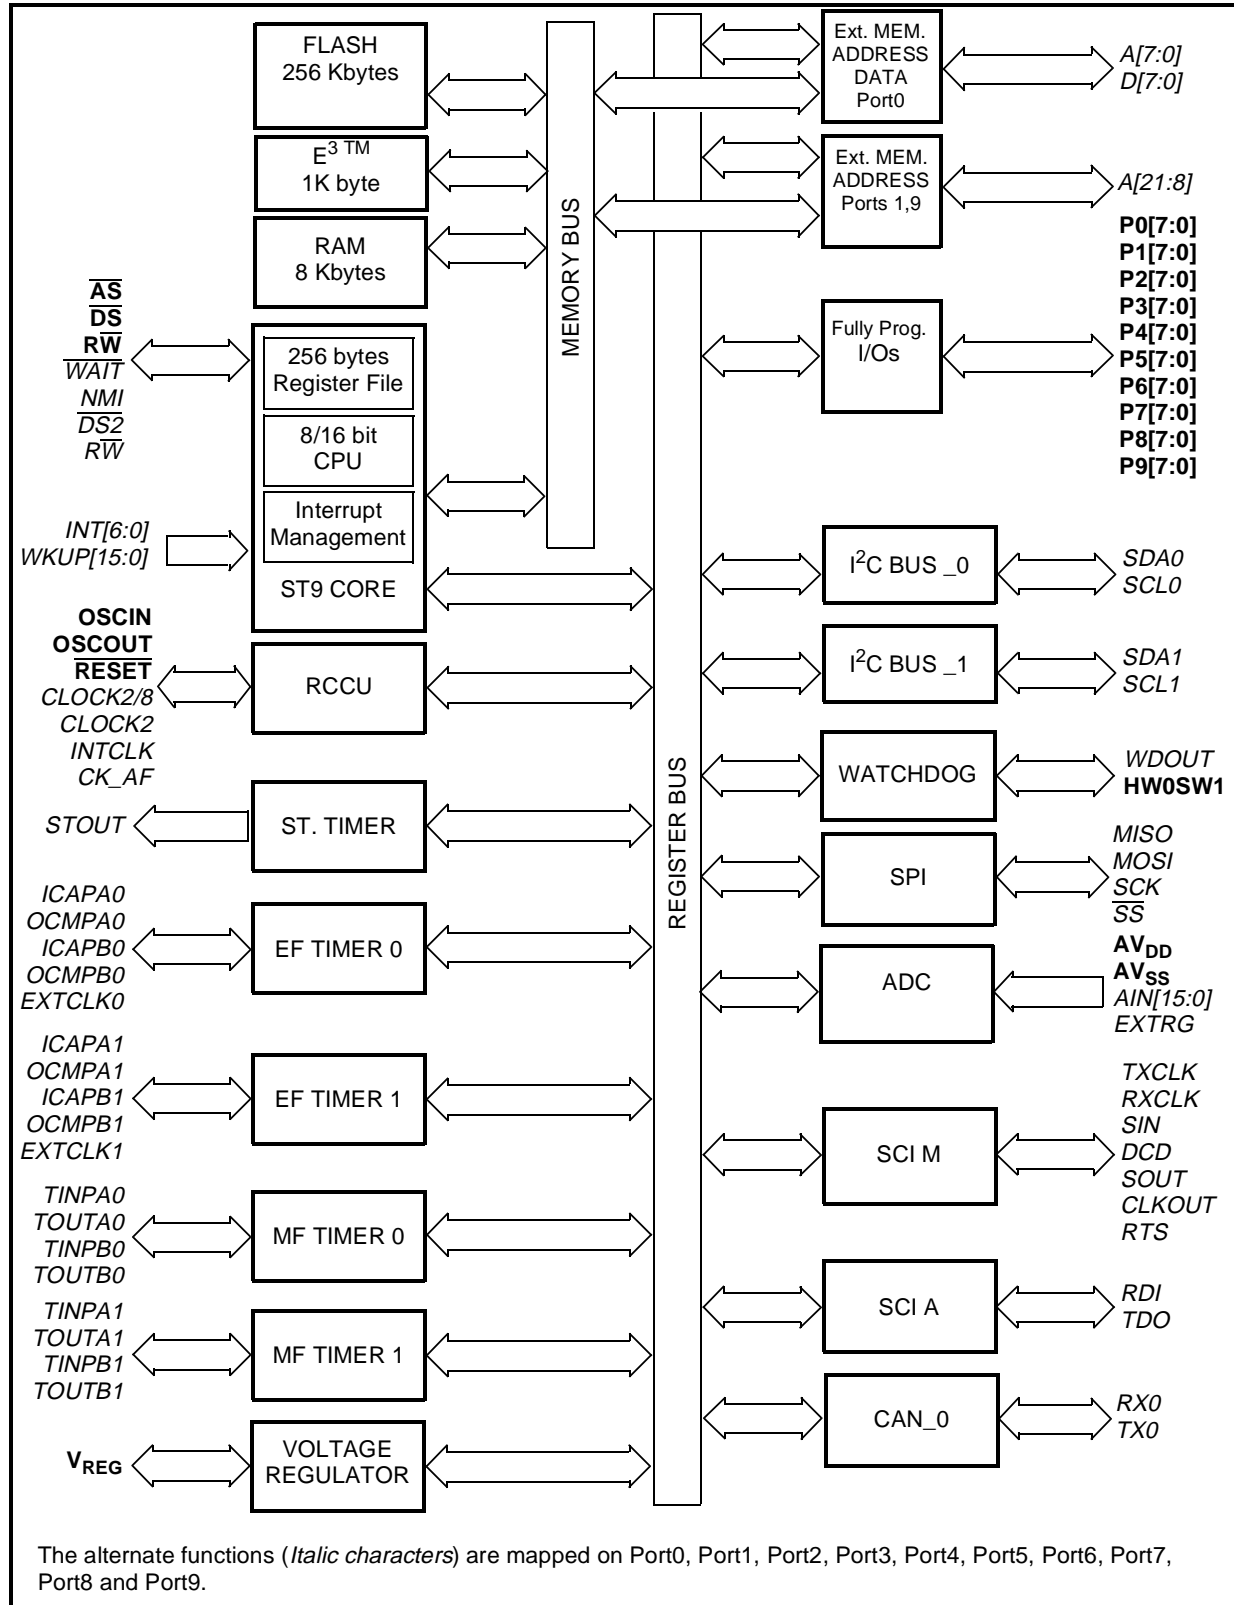 FLASH
256 Kbytes
E³ ™
1K byte
RAM
8 Kbytes
A̅S̅
D̅S̅
RW̅
W̅A̅I̅T̅
NMI
D̅S̅2̅
RW̅
256 bytes
Register File
8/16 bit
CPU
Interrupt
Management
ST9 CORE
INT[6:0]
WKUP[15:0]
OSCIN
OSCOUT
R̅E̅S̅E̅T̅
CLOCK2/8
CLOCK2
INTCLK
CK_AF
RCCU
STOUT
ST. TIMER
ICAPA0
OCMPA0
ICAPB0
OCMPB0
EXTCLK0
EF TIMER 0
ICAPA1
OCMPA1
ICAPB1
OCMPB1
EXTCLK1
EF TIMER 1
TINPA0
TOUTA0
TINPB0
TOUTB0
MF TIMER 0
TINPA1
TOUTA1
TINPB1
TOUTB1
MF TIMER 1
VREG
VOLTAGE
REGULATOR
MEMORY BUS
REGISTER BUS
Ext. MEM.
ADDRESS
DATA
Port0
A[7:0]
D[7:0]
Ext. MEM.
ADDRESS
Ports 1,9
A[21:8]
Fully Prog.
I/Os
P0[7:0]
P1[7:0]
P2[7:0]
P3[7:0]
P4[7:0]
P5[7:0]
P6[7:0]
P7[7:0]
P8[7:0]
P9[7:0]
I²C BUS _0
SDA0
SCL0
I²C BUS _1
SDA1
SCL1
WATCHDOG
WDOUT
HW0SW1
SPI
MISO
MOSI
SCK
S̅S̅
ADC
AVDD
AVSS
AIN[15:0]
EXTRG
SCI M
TXCLK
RXCLK
SIN
DCD
SOUT
CLKOUT
RTS
SCI A
RDI
TDO
CAN_0
RX0
TX0
The alternate functions (Italic characters) are mapped on Port0, Port1, Port2, Port3, Port4, Port5, Port6, Port7,
Port8 and Port9.